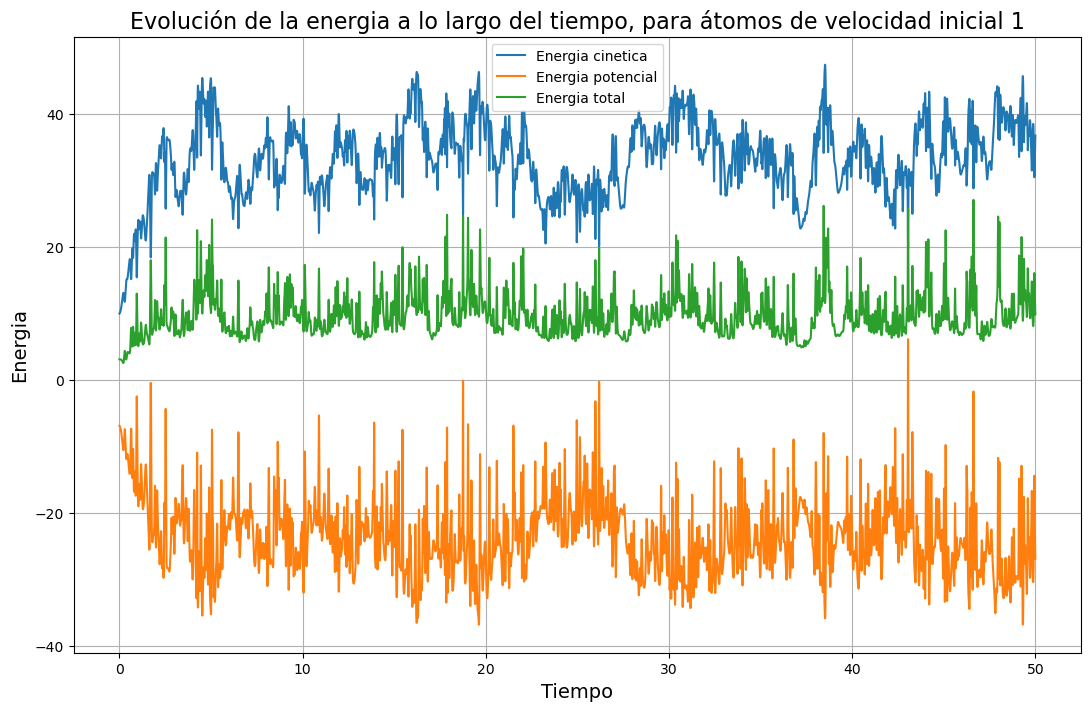 Evolución de la energia a lo largo del tiempo, para átomos de velocidad inicial 1
Energia cinetica
Energia potencial
Energia total
Energia
40
20
0
−20
−40
0 10 20 30 40 50
Tiempo